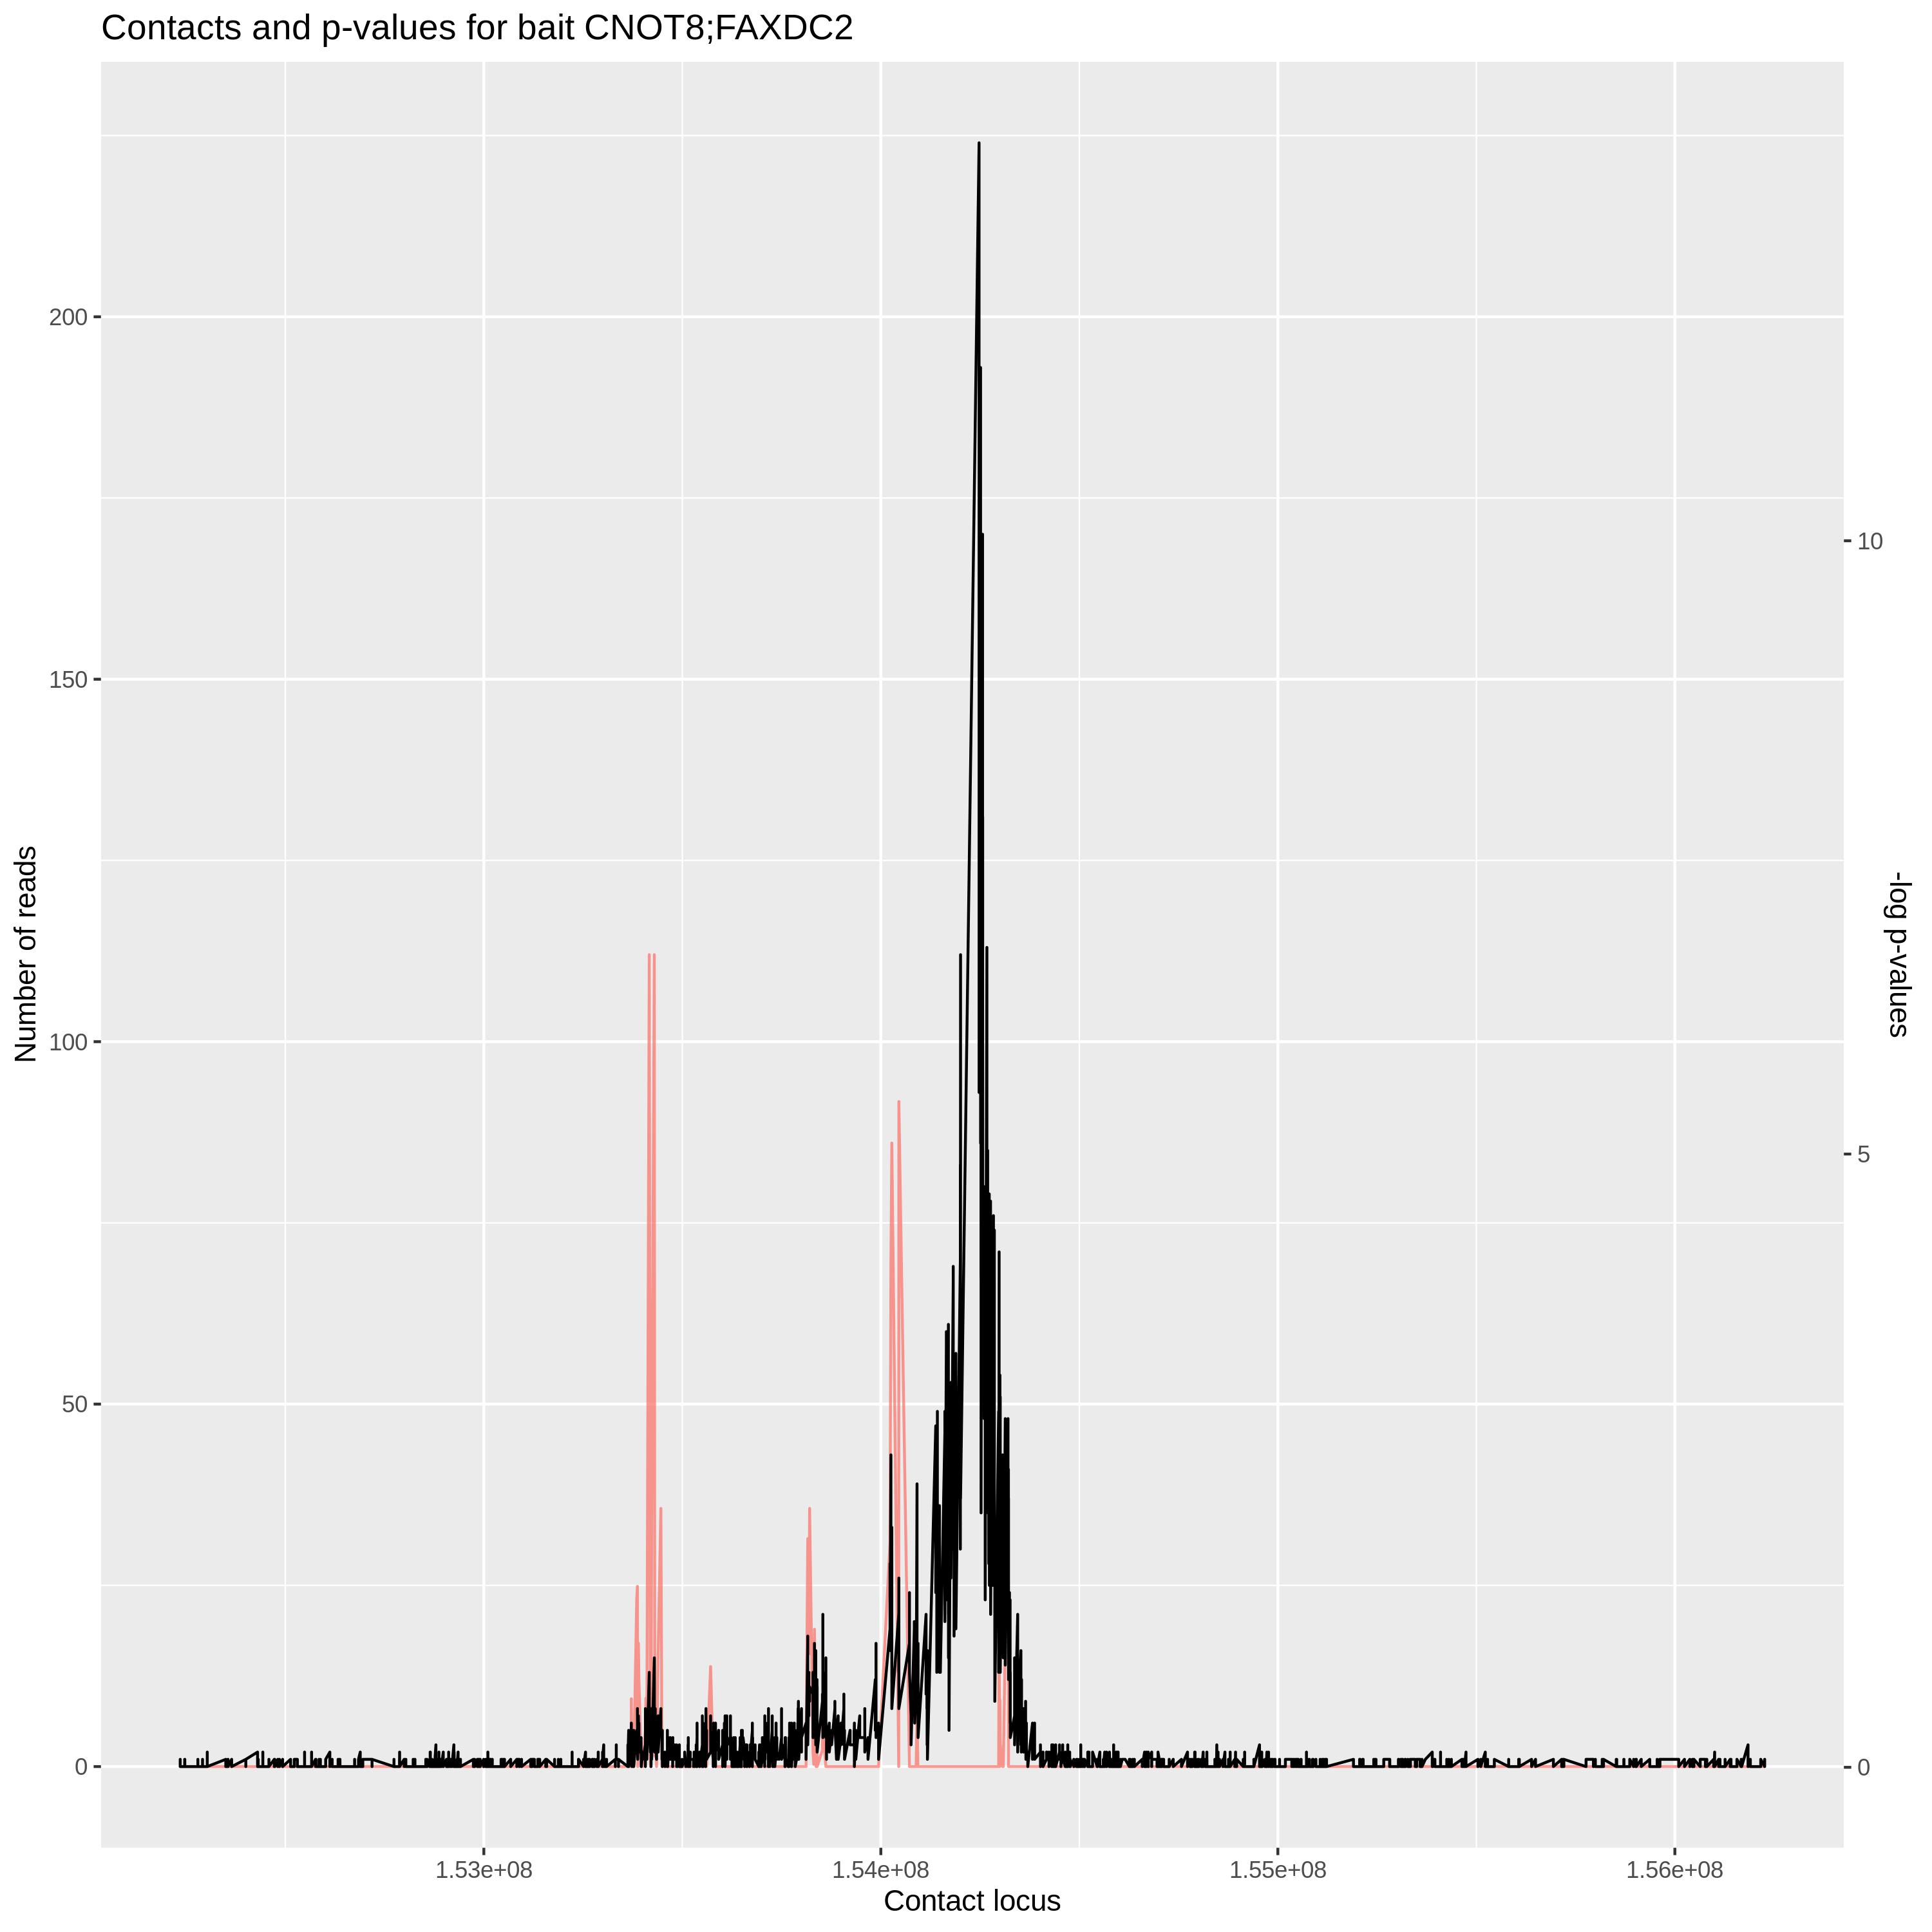 Contacts and p-values for bait CNOT8;FAXDC2
200
150
100
50
0
Number of reads
10
5
0
-log p-values
1.53e+08
1.54e+08
1.55e+08
1.56e+08
Contact locus